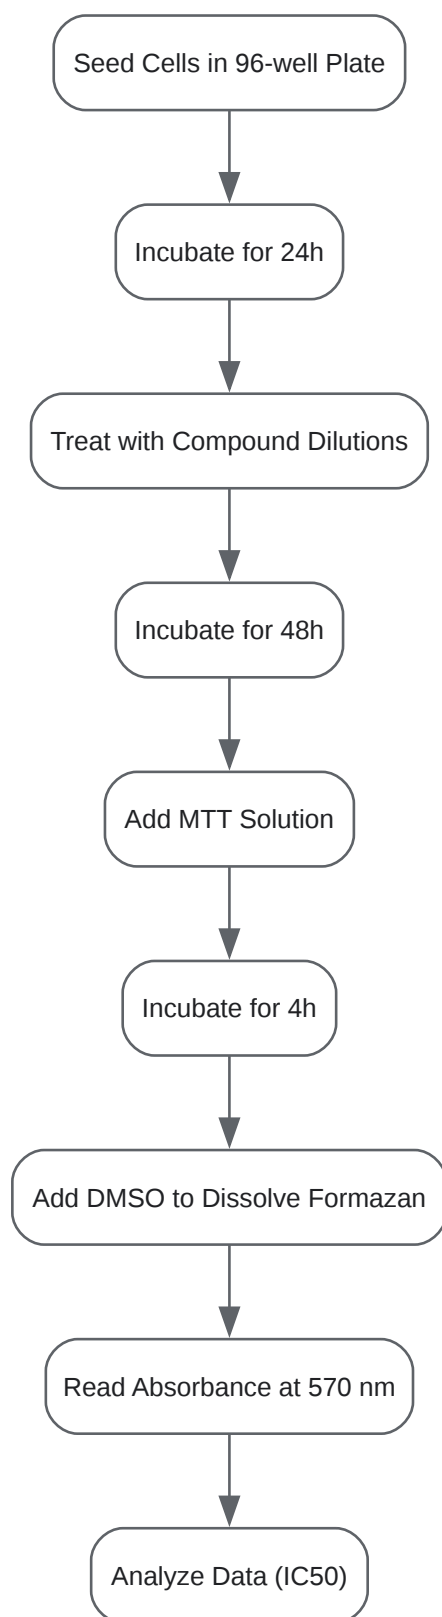 Seed Cells in 96-well Plate
Incubate for 24h
Treat with Compound Dilutions
Incubate for 48h
Add MTT Solution
Incubate for 4h
Add DMSO to Dissolve Formazan
Read Absorbance at 570 nm
Analyze Data (IC50)